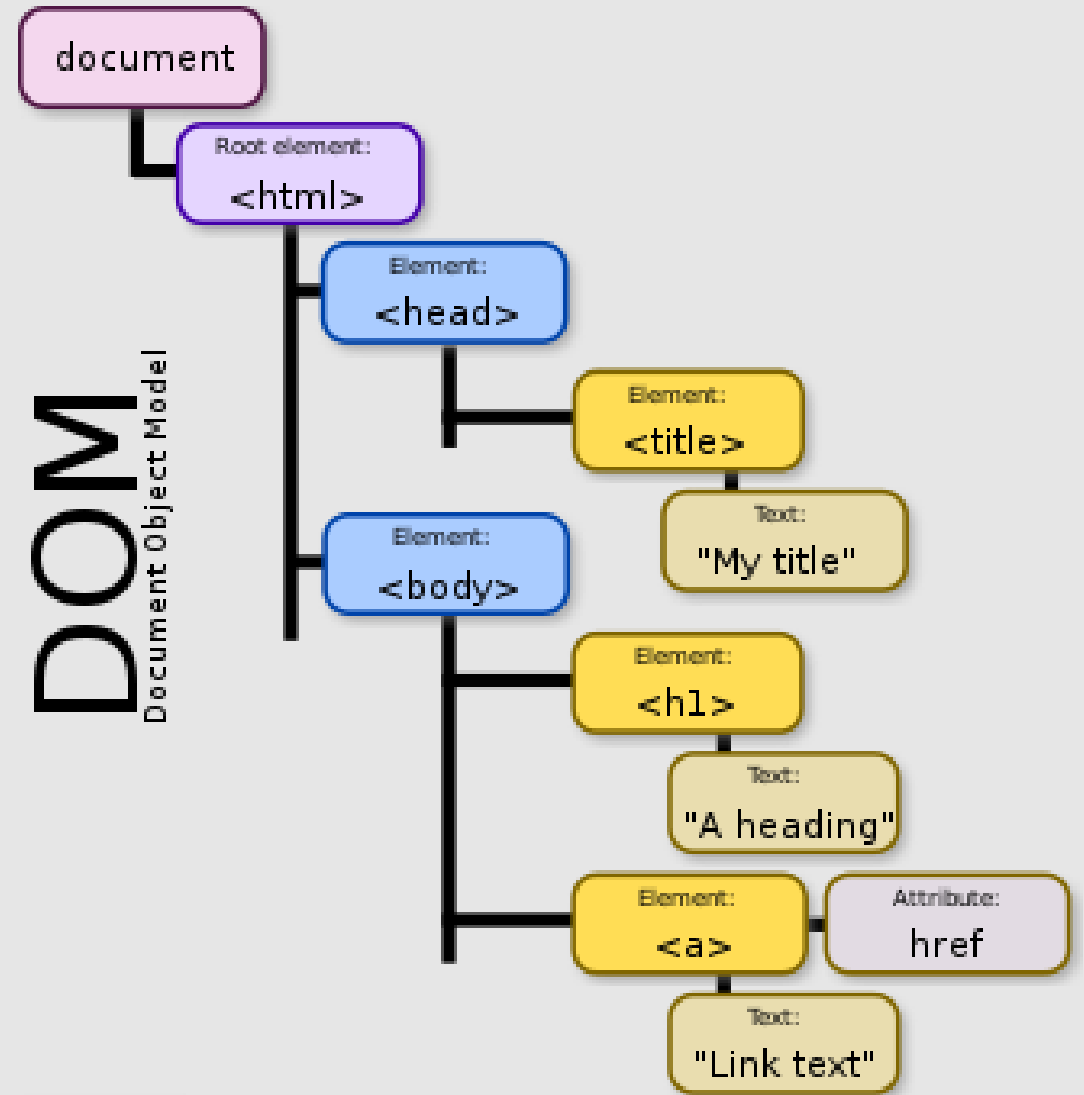 document
Root element:
<html>
Element:
<head>
Element:
<title>
Text:
"My title"
DOM
Document Object Model
Element:
<body>
Element:
<h1>
Text:
"A heading"
Element:
<a>
Attribute:
href
Text:
"Link text"